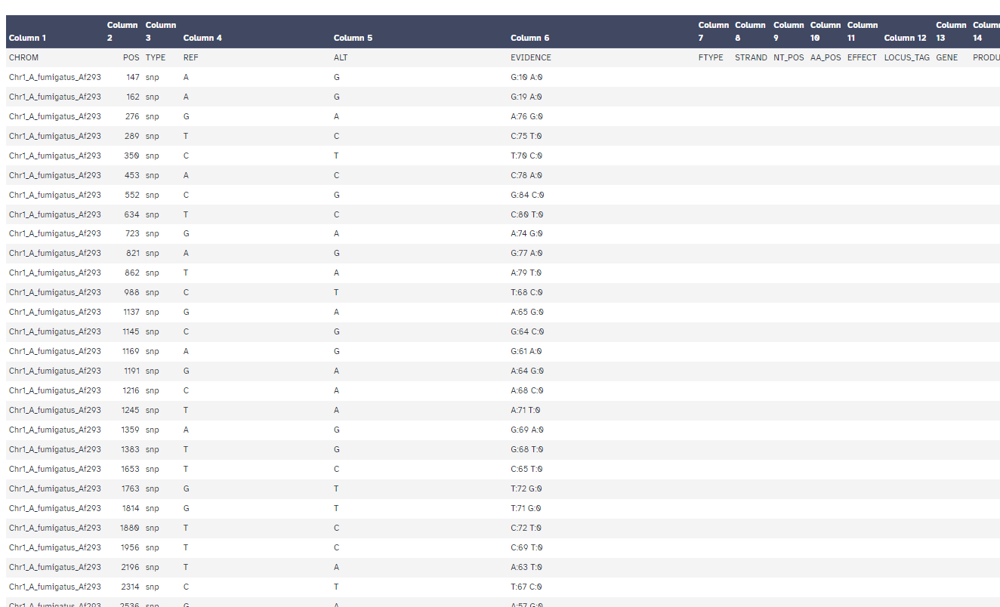 Column 1 Column 2 Column 3 Column 4 Column 5 Column 6 Column 7 Column 8 Column 9 Column 10 Column 11 Column 12 Column 13 Column 14
CHROM POS TYPE REF ALT EVIDENCE FTYPE STRAND NT_POS AA_POS EFFECT LOCUS_TAG GENE PRODU
Chr1_A_fumigatus_Af293 147 snp A G G:10 A:0
Chr1_A_fumigatus_Af293 162 snp A G G:19 A:0
Chr1_A_fumigatus_Af293 276 snp G A A:76 G:0
Chr1_A_fumigatus_Af293 289 snp T C C:75 T:0
Chr1_A_fumigatus_Af293 350 snp C T T:70 C:0
Chr1_A_fumigatus_Af293 453 snp A C C:78 A:0
Chr1_A_fumigatus_Af293 552 snp C G G:84 C:0
Chr1_A_fumigatus_Af293 634 snp T C C:80 T:0
Chr1_A_fumigatus_Af293 723 snp G A A:74 G:0
Chr1_A_fumigatus_Af293 821 snp A G G:77 A:0
Chr1_A_fumigatus_Af293 862 snp T A A:79 T:0
Chr1_A_fumigatus_Af293 988 snp C T T:68 C:0
Chr1_A_fumigatus_Af293 1137 snp G A A:65 G:0
Chr1_A_fumigatus_Af293 1145 snp C G G:64 C:0
Chr1_A_fumigatus_Af293 1169 snp A G G:61 A:0
Chr1_A_fumigatus_Af293 1191 snp G A A:64 G:0
Chr1_A_fumigatus_Af293 1216 snp C A A:68 C:0
Chr1_A_fumigatus_Af293 1245 snp T A A:71 T:0
Chr1_A_fumigatus_Af293 1359 snp A G G:69 A:0
Chr1_A_fumigatus_Af293 1383 snp T G G:68 T:0
Chr1_A_fumigatus_Af293 1653 snp T C C:65 T:0
Chr1_A_fumigatus_Af293 1763 snp G T T:72 G:0
Chr1_A_fumigatus_Af293 1814 snp G T T:71 G:0
Chr1_A_fumigatus_Af293 1880 snp T C C:72 T:0
Chr1_A_fumigatus_Af293 1956 snp T C C:69 T:0
Chr1_A_fumigatus_Af293 2196 snp T A A:63 T:0
Chr1_A_fumigatus_Af293 2314 snp C T T:67 C:0
Chr1_A_fumigatus_Af293 2536 snp G A A:57 G:0